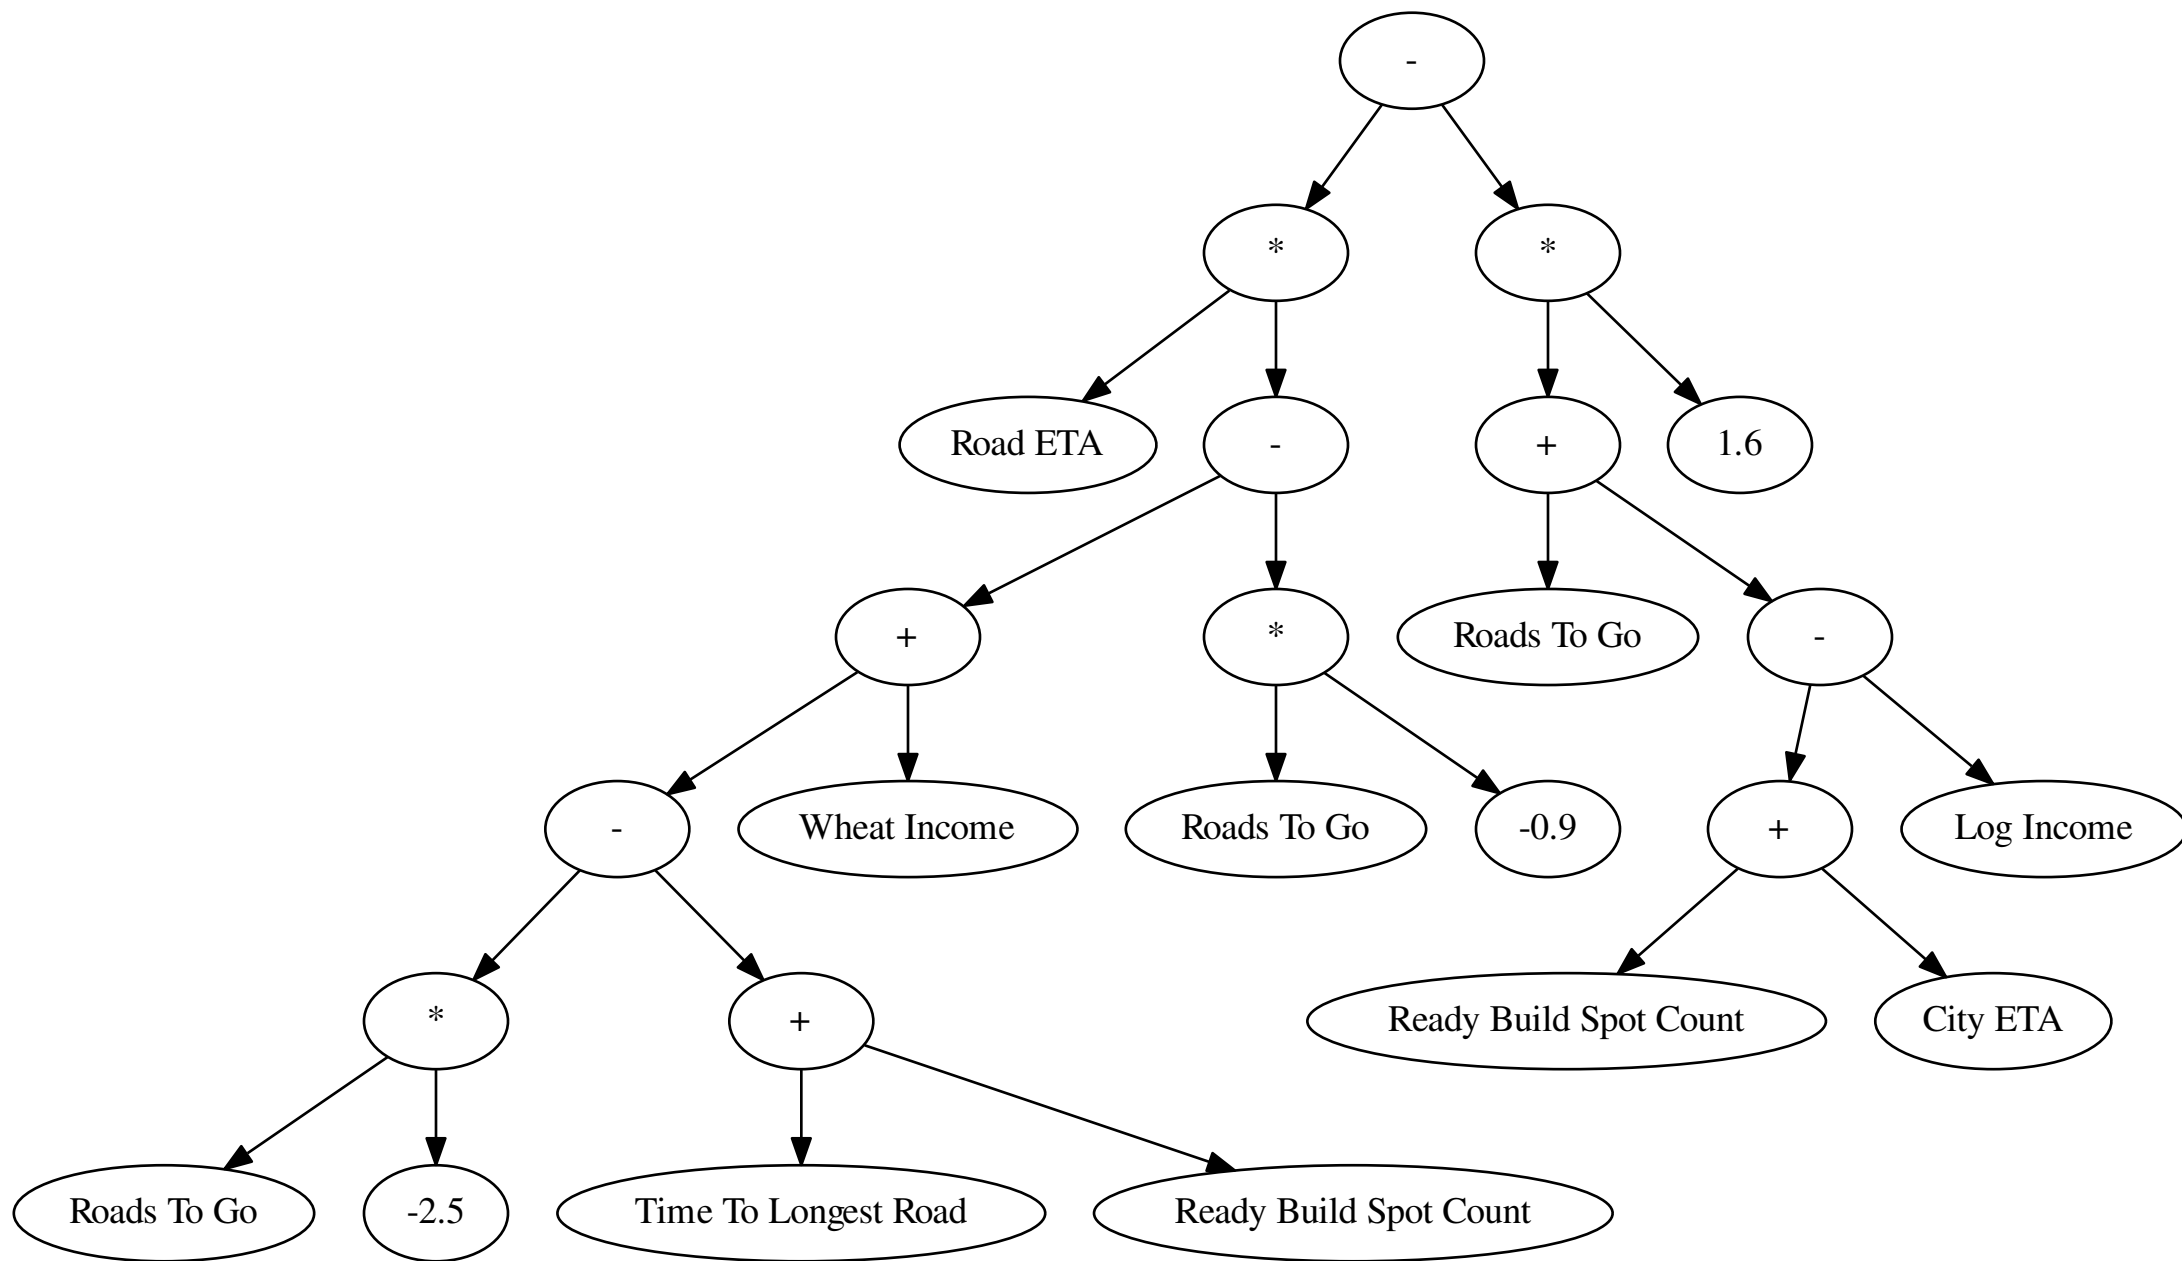 -
*
*
Road ETA
-
+
1.6
+
*
Roads To Go
-
-
Wheat Income
Roads To Go
-0.9
+
Log Income
*
+
Ready Build Spot Count
City ETA
Roads To Go
-2.5
Time To Longest Road
Ready Build Spot Count